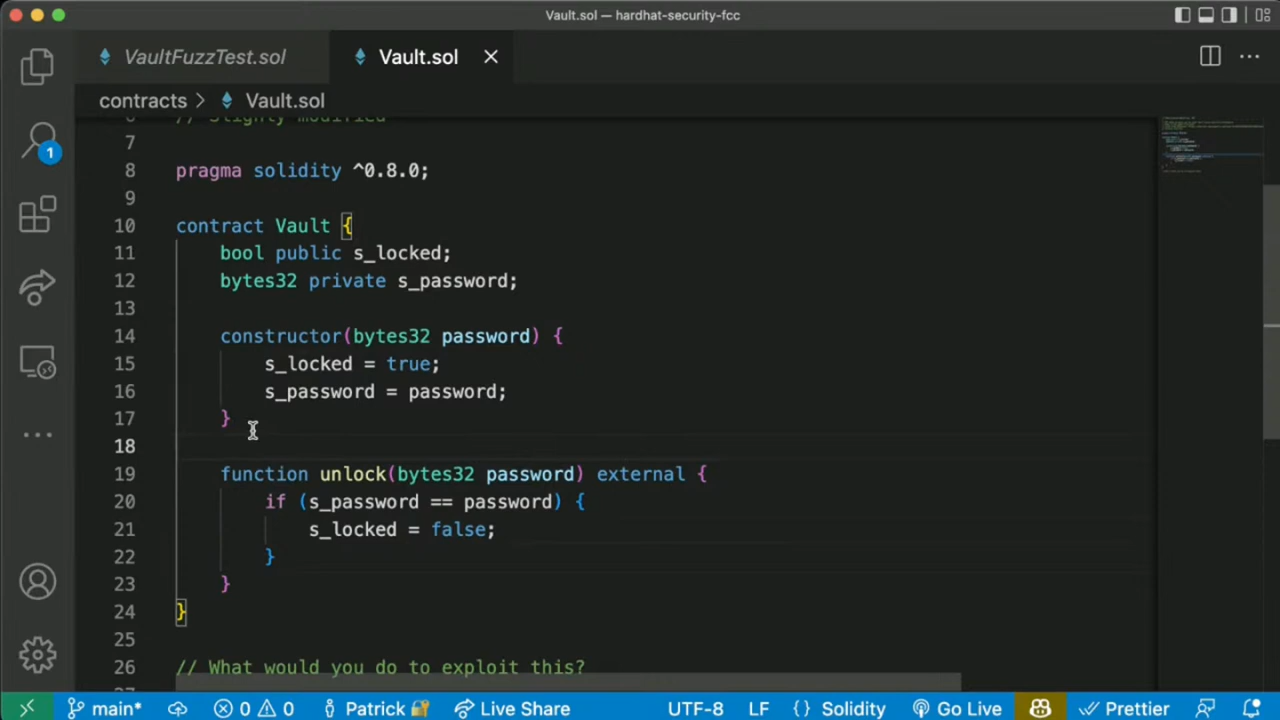 Vault.sol — hardhat-security-fcc
VaultFuzzTest.sol
Vault.sol
contracts > Vault.sol
1
6 // Slighly modified
7
8 pragma solidity ^0.8.0;
9
10 contract Vault {
11 bool public s_locked;
12 bytes32 private s_password;
13
14 constructor(bytes32 password) {
15 s_locked = true;
16 s_password = password;
17 }
18
19 function unlock(bytes32 password) external {
20 if (s_password == password) {
21 s_locked = false;
22 }
23 }
24 }
25
26 // What would you do to exploit this?
main* 0 0 Patrick Live Share UTF-8 LF {} Solidity Go Live Prettier